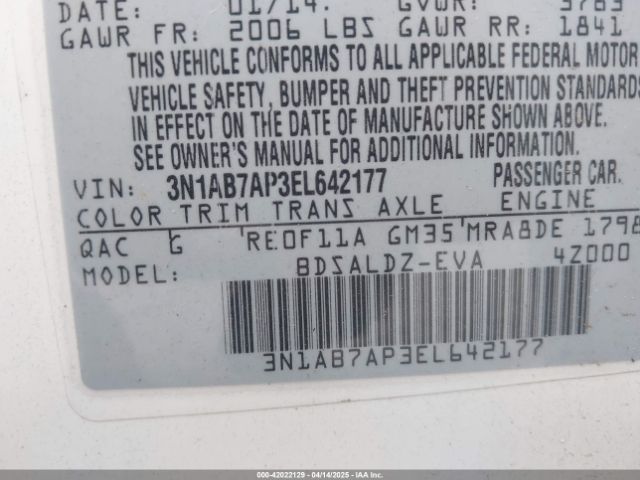 DATE: 01/14. GVWR: 3783
GAWR FR: 2006 LBS GAWR RR: 1841
THIS VEHICLE CONFORMS TO ALL APPLICABLE FEDERAL MOTOR
VEHICLE SAFETY, BUMPER AND THEFT PREVENTION STANDARDS
IN EFFECT ON THE DATE OF MANUFACTURE SHOWN ABOVE.
SEE OWNER'S MANUAL FOR ADDITIONAL INFORMATION.
VIN: 3N1AB7AP3EL642177 PASSENGER CAR.
COLOR TRIM TRANS AXLE ENGINE
QAC G RE0F11A GM35 MRA8DE 1798
MODEL: BDSALDZ-EVA 4Z000
3N1AB7AP3EL642177
000-42022129 - 04/14/2025 - IAAI.COM